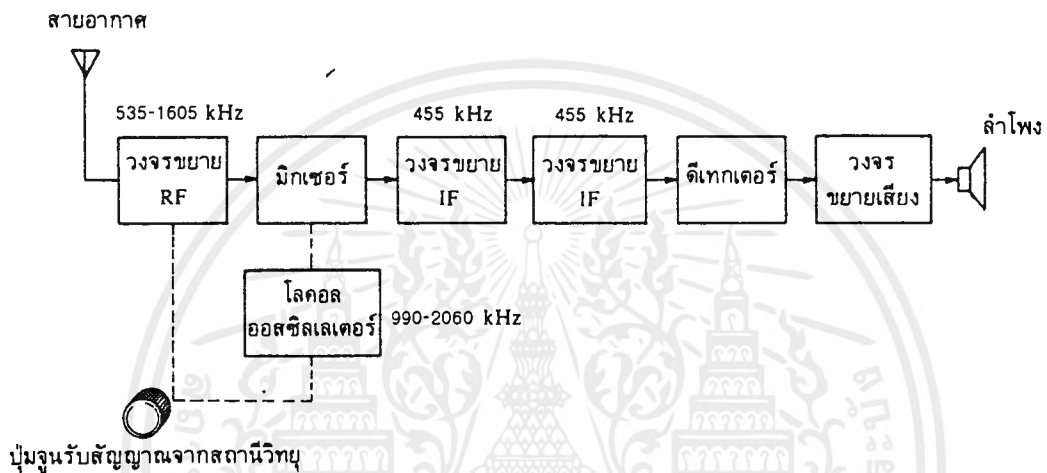 สายอากาศ
535-1605 kHz
455 kHz
455 kHz
ลำโพง
วงจรขยาย
RF
มิกเซอร์
วงจรขยาย
IF
วงจรขยาย
IF
ดีเทกเตอร์
วงจร
ขยายเสียง
โลคอล
ออสซิลเลเตอร์
990-2060 kHz
ปุ่มจูนรับสัญญาณจากสถานีวิทยุ